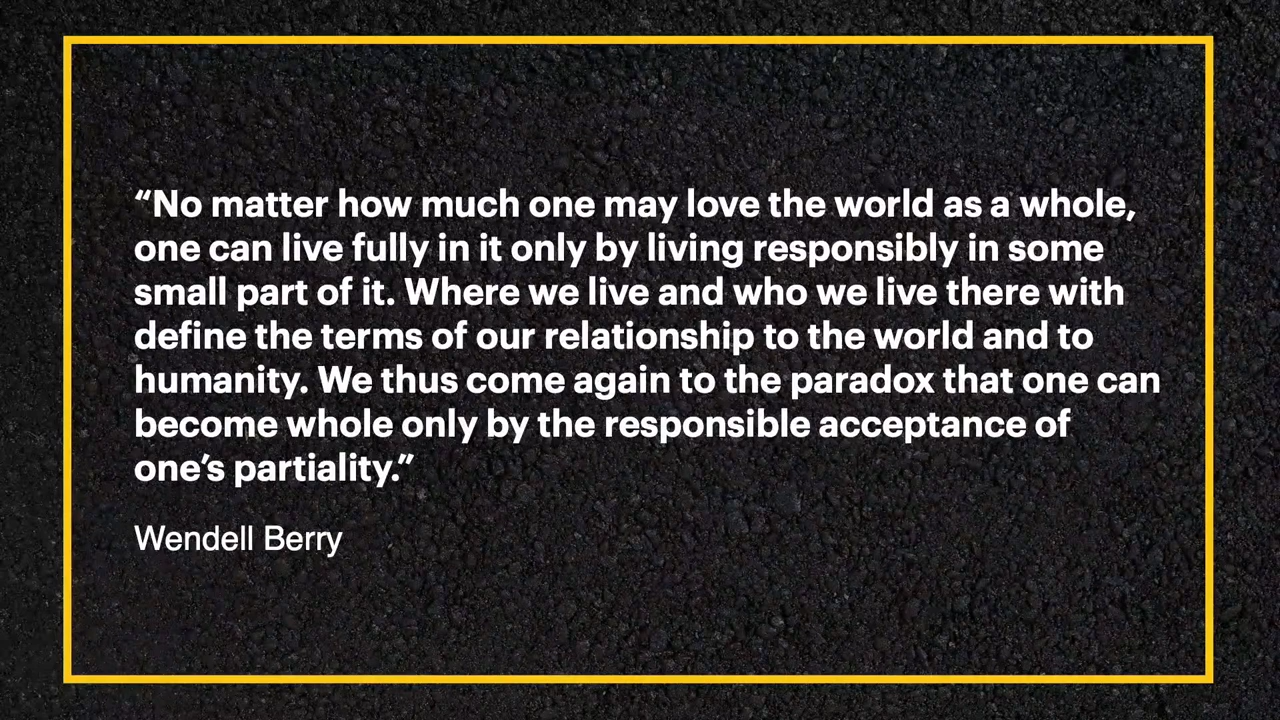 “No matter how much one may love the world as a whole,
one can live fully in it only by living responsibly in some
small part of it. Where we live and who we live there with
define the terms of our relationship to the world and to
humanity. We thus come again to the paradox that one can
become whole only by the responsible acceptance of
one’s partiality.”
Wendell Berry